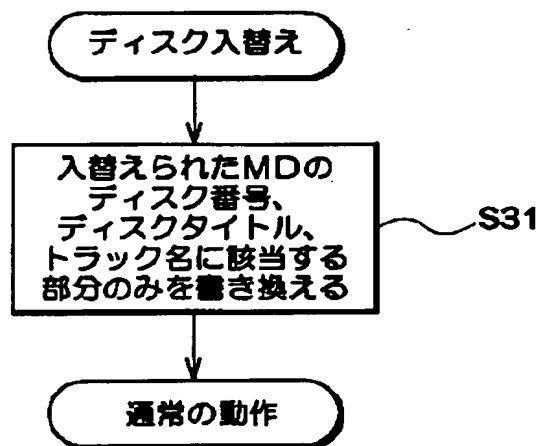 ディスク入替え
入替えられたMDの
ディスク番号、
ディスクタイトル、
トラック名に該当する
部分のみを書き換える
S31
通常の動作